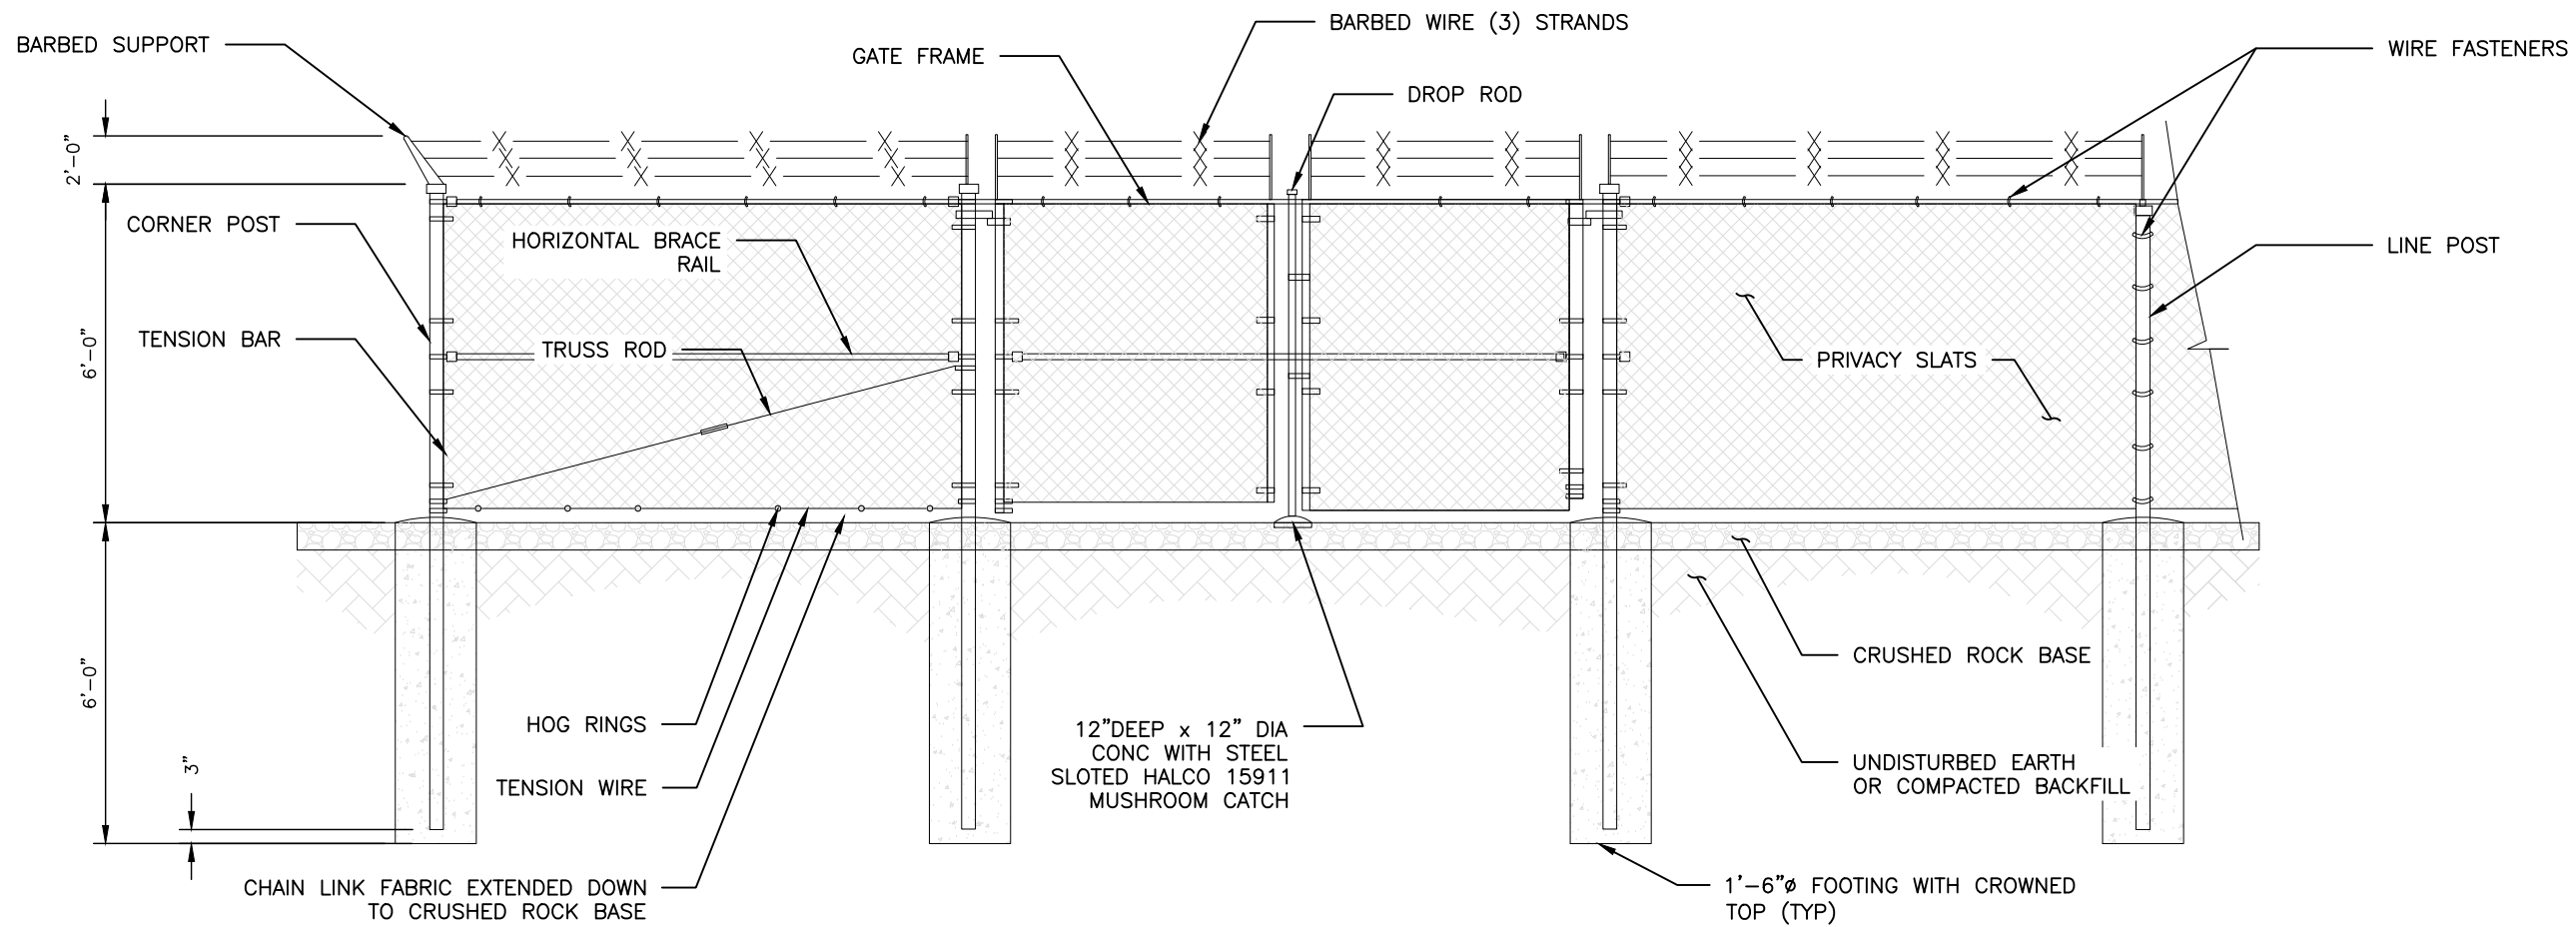 BARBED SUPPORT
GATE FRAME
BARBED WIRE (3) STRANDS
DROP ROD
WIRE FASTENERS
2'-0"
CORNER POST
HORIZONTAL BRACE
RAIL
LINE POST
TENSION BAR
TRUSS ROD
PRIVACY SLATS
6'-0"
6'-0"
3"
HOG RINGS
TENSION WIRE
CHAIN LINK FABRIC EXTENDED DOWN
TO CRUSHED ROCK BASE
12"DEEP x 12" DIA
CONC WITH STEEL
SLOTED HALCO 15911
MUSHROOM CATCH
CRUSHED ROCK BASE
UNDISTURBED EARTH
OR COMPACTED BACKFILL
1'-6"ø FOOTING WITH CROWNED
TOP (TYP)